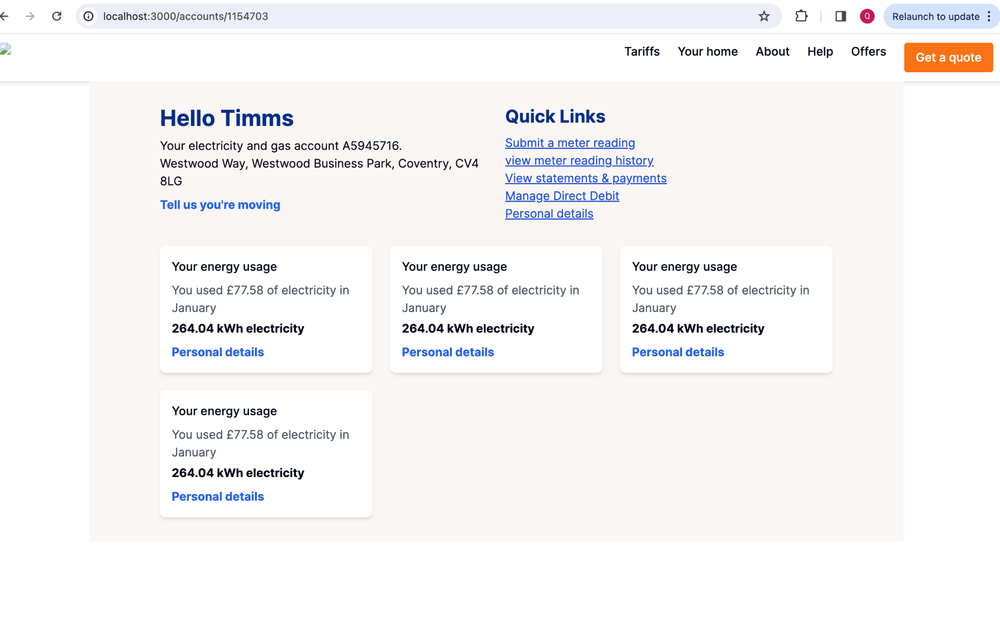 localhost:3000/accounts/1154703
Q
Relaunch to update
Tariffs
Your home
About
Help
Offers
Get a quote
Hello Timms
Your electricity and gas account A5945716.
Westwood Way, Westwood Business Park, Coventry, CV4
8LG
Tell us you're moving
Quick Links
Submit a meter reading
view meter reading history
View statements & payments
Manage Direct Debit
Personal details
Your energy usage
You used £77.58 of electricity in
January
264.04 kWh electricity
Personal details
Your energy usage
You used £77.58 of electricity in
January
264.04 kWh electricity
Personal details
Your energy usage
You used £77.58 of electricity in
January
264.04 kWh electricity
Personal details
Your energy usage
You used £77.58 of electricity in
January
264.04 kWh electricity
Personal details